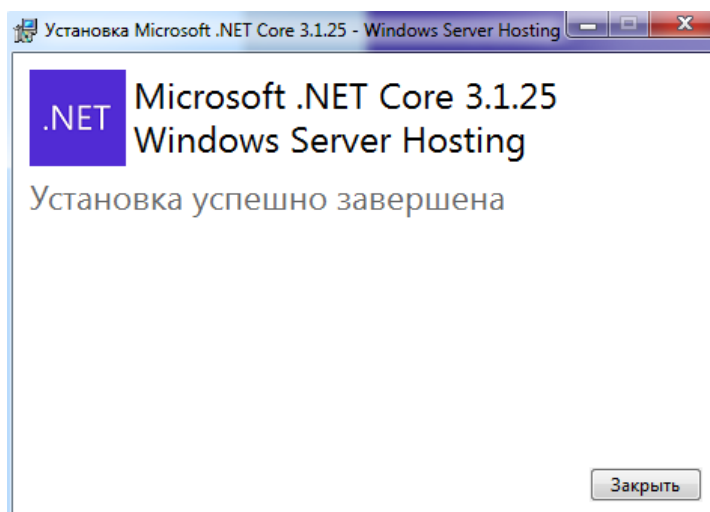 Установка Microsoft .NET Core 3.1.25 - Windows Server Hosting
.NET
Microsoft .NET Core 3.1.25
Windows Server Hosting
Установка успешно завершена
Закрыть